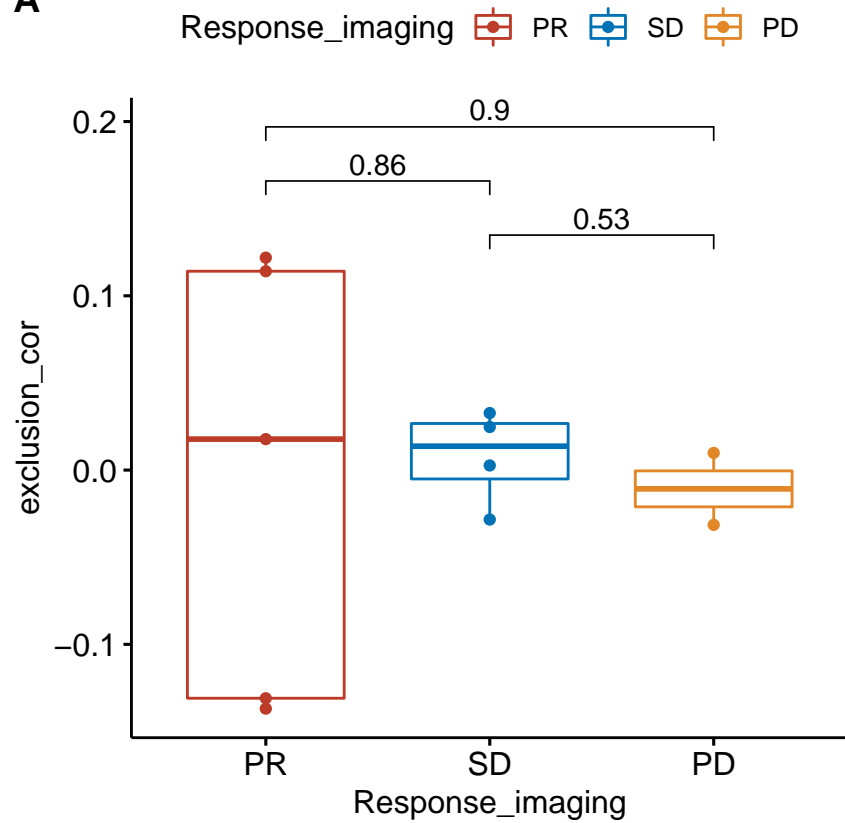 A
Response_imaging PR SD PD
0.2
0.1
0.0
−0.1
exclusion_cor
0.9
0.86
0.53
PR SD PD
Response_imaging